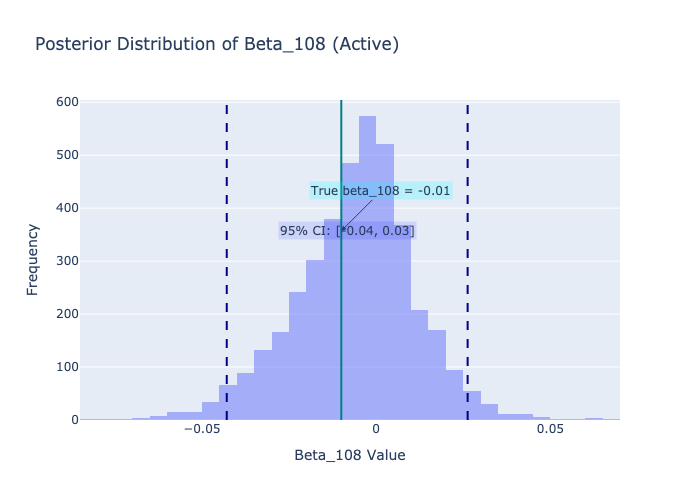 Posterior Distribution of Beta_108 (Active)
600
500
400
300
200
100
0
Frequency
True beta_108 = -0.01
95% CI: [-0.04, 0.03]
−0.05
0
0.05
Beta_108 Value